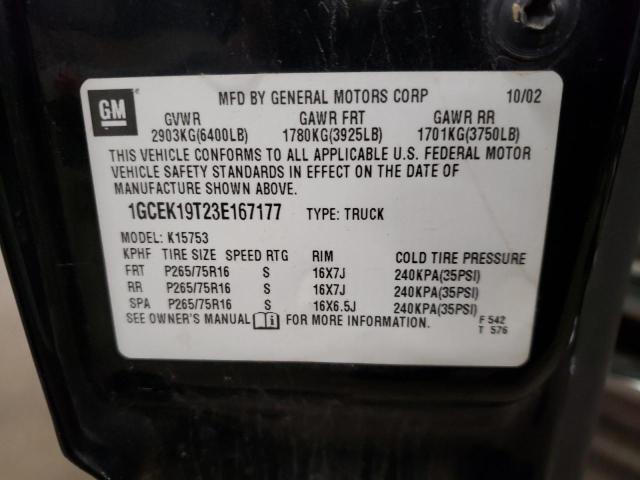 GM MFD BY GENERAL MOTORS CORP 10/02
GVWR GAWR FRT GAWR RR
2903KG(6400LB) 1780KG(3925LB) 1701KG(3750LB)
THIS VEHICLE CONFORMS TO ALL APPLICABLE U.S. FEDERAL MOTOR
VEHICLE SAFETY STANDARDS IN EFFECT ON THE DATE OF
MANUFACTURE SHOWN ABOVE.
1GCEK19T23E167177 TYPE: TRUCK
MODEL: K15753
KPHF TIRE SIZE SPEED RTG RIM COLD TIRE PRESSURE
FRT P265/75R16 S 16X7J 240KPA(35PSI)
RR P265/75R16 S 16X7J 240KPA(35PSI)
SPA P265/75R16 S 16X6.5J 240KPA(35PSI)
SEE OWNER'S MANUAL i FOR MORE INFORMATION. F 542
T 576